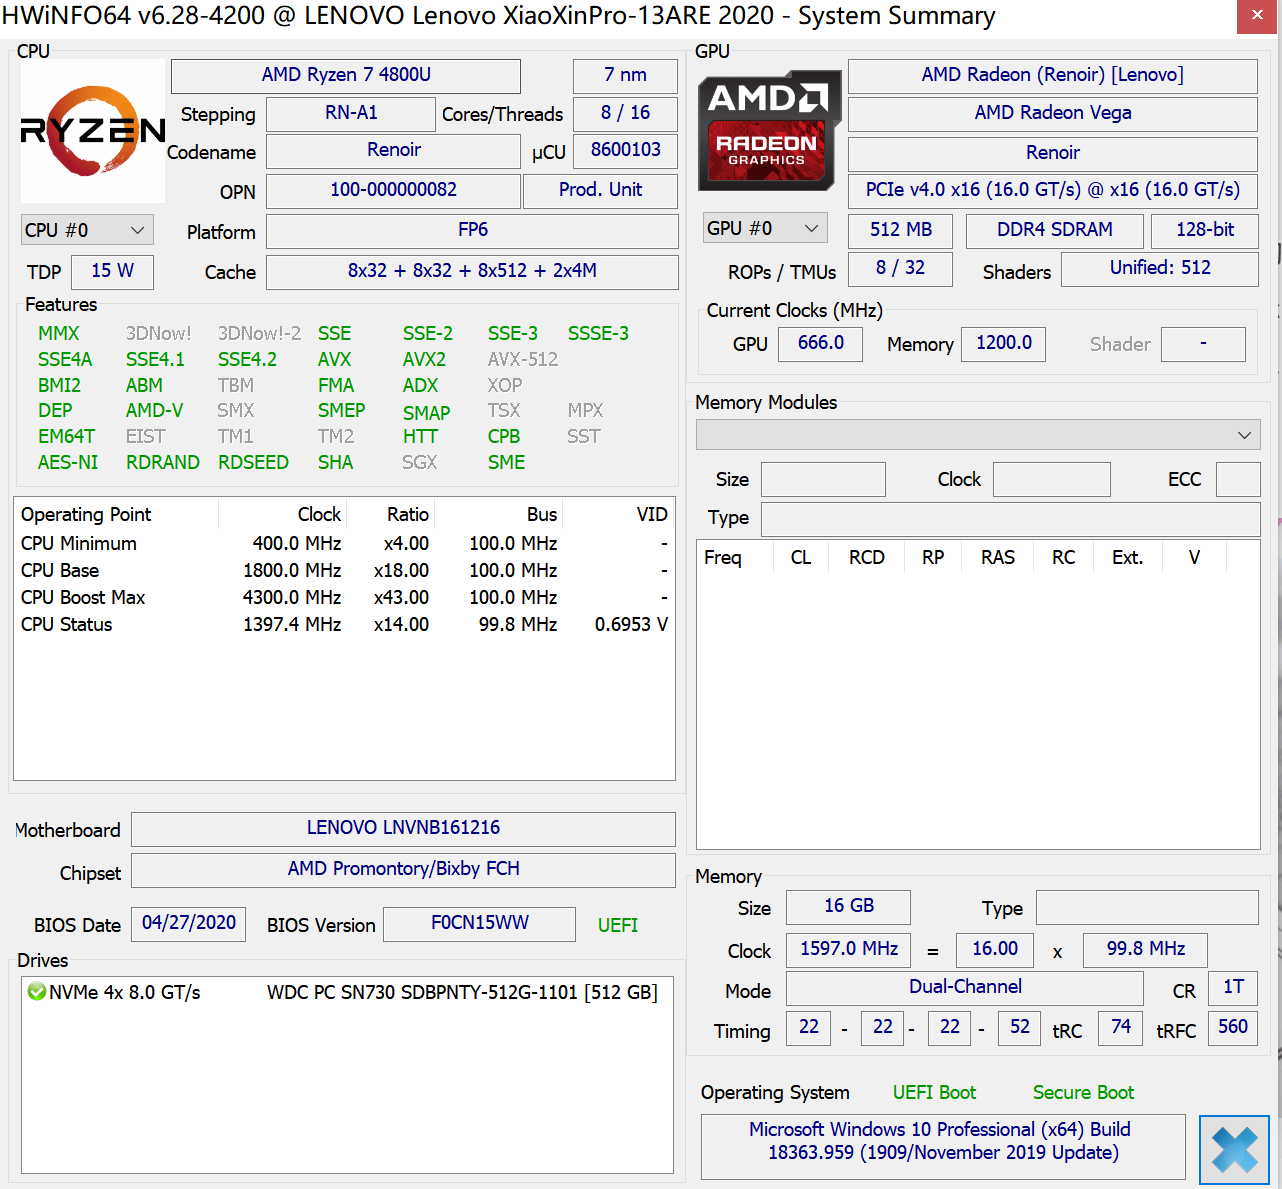 HWiNFO64 v6.28-4200 @ LENOVO Lenovo XiaoXinPro-13ARE 2020 - System Summary
CPU
RYZEN
AMD Ryzen 7 4800U 7 nm
Stepping RN-A1 Cores/Threads 8 / 16
Codename Renoir µCU 8600103
OPN 100-000000082 Prod. Unit
CPU #0 Platform FP6
TDP 15 W Cache 8x32 + 8x32 + 8x512 + 2x4M
Features
MMX 3DNow! 3DNow!-2 SSE SSE-2 SSE-3 SSSE-3
SSE4A SSE4.1 SSE4.2 AVX AVX2 AVX-512
BMI2 ABM TBM FMA ADX XOP
DEP AMD-V SMX SMEP SMAP TSX MPX
EM64T EIST TM1 TM2 HTT CPB SST
AES-NI RDRAND RDSEED SHA SGX SME
Operating Point Clock Ratio Bus VID
CPU Minimum 400.0 MHz x4.00 100.0 MHz -
CPU Base 1800.0 MHz x18.00 100.0 MHz -
CPU Boost Max 4300.0 MHz x43.00 100.0 MHz -
CPU Status 1397.4 MHz x14.00 99.8 MHz 0.6953 V
Motherboard LENOVO LNVNB161216
Chipset AMD Promontory/Bixby FCH
BIOS Date 04/27/2020 BIOS Version F0CN15WW UEFI
Drives
NVMe 4x 8.0 GT/s WDC PC SN730 SDBPNTY-512G-1101 [512 GB]
GPU
AMD
RADEON
GRAPHICS
AMD Radeon (Renoir) [Lenovo]
AMD Radeon Vega
Renoir
PCIe v4.0 x16 (16.0 GT/s) @ x16 (16.0 GT/s)
GPU #0 512 MB DDR4 SDRAM 128-bit
ROPs / TMUs 8 / 32 Shaders Unified: 512
Current Clocks (MHz)
GPU 666.0 Memory 1200.0 Shader -
Memory Modules
Size Clock ECC
Type
Freq CL RCD RP RAS RC Ext. V
Memory
Size 16 GB Type
Clock 1597.0 MHz = 16.00 x 99.8 MHz
Mode Dual-Channel CR 1T
Timing 22 - 22 - 22 - 52 tRC 74 tRFC 560
Operating System UEFI Boot Secure Boot
Microsoft Windows 10 Professional (x64) Build
18363.959 (1909/November 2019 Update)